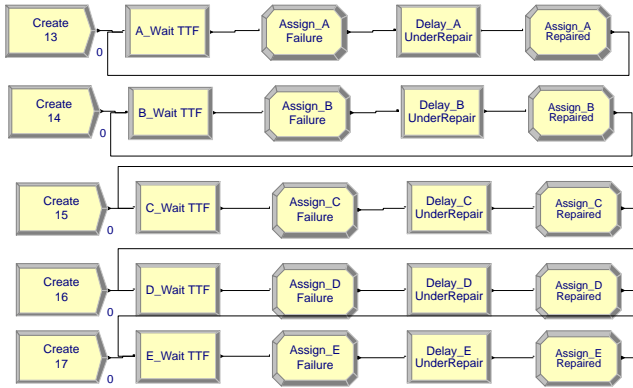 Create
13
0
A_Wait TTF
Assign_A
Failure
Delay_A
UnderRepair
Assign_A
Repaired
Create
14
0
B_Wait TTF
Assign_B
Failure
Delay_B
UnderRepair
Assign_B
Repaired
Create
15
0
C_Wait TTF
Assign_C
Failure
Delay_C
UnderRepair
Assign_C
Repaired
Create
16
0
D_Wait TTF
Assign_D
Failure
Delay_D
UnderRepair
Assign_D
Repaired
Create
17
0
E_Wait TTF
Assign_E
Failure
Delay_E
UnderRepair
Assign_E
Repaired